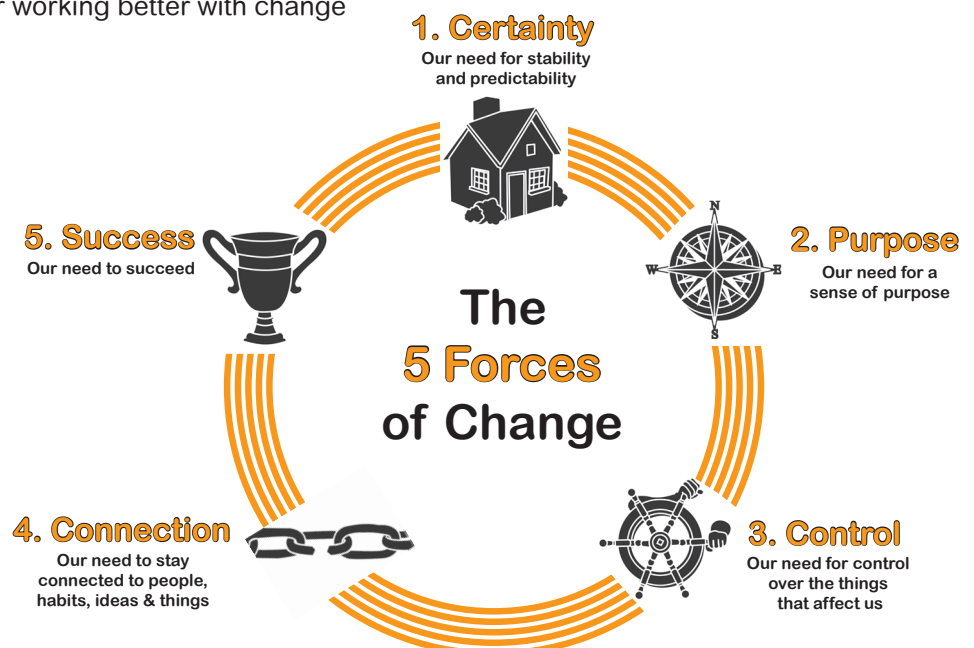 working better with change
1. Certainty
Our need for stability
and predictability
N
W
E
S
2. Purpose
Our need for a
sense of purpose
5. Success
Our need to succeed
The
5 Forces
of Change
3. Control
Our need for control
over the things
that affect us
4. Connection
Our need to stay
connected to people,
habits, ideas & things